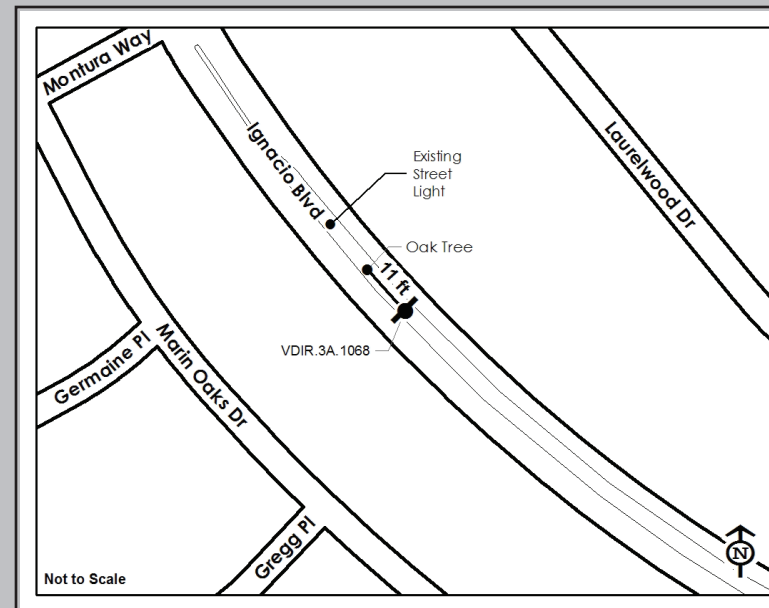 Montura Way
Ignacio Blvd
Existing
Street
Light
Laurelwood Dr
Oak Tree
11 ft
VDIR.3A.1068
Germaine Pl
Marin Oaks Dr
Gregg Pl
Not to Scale
N